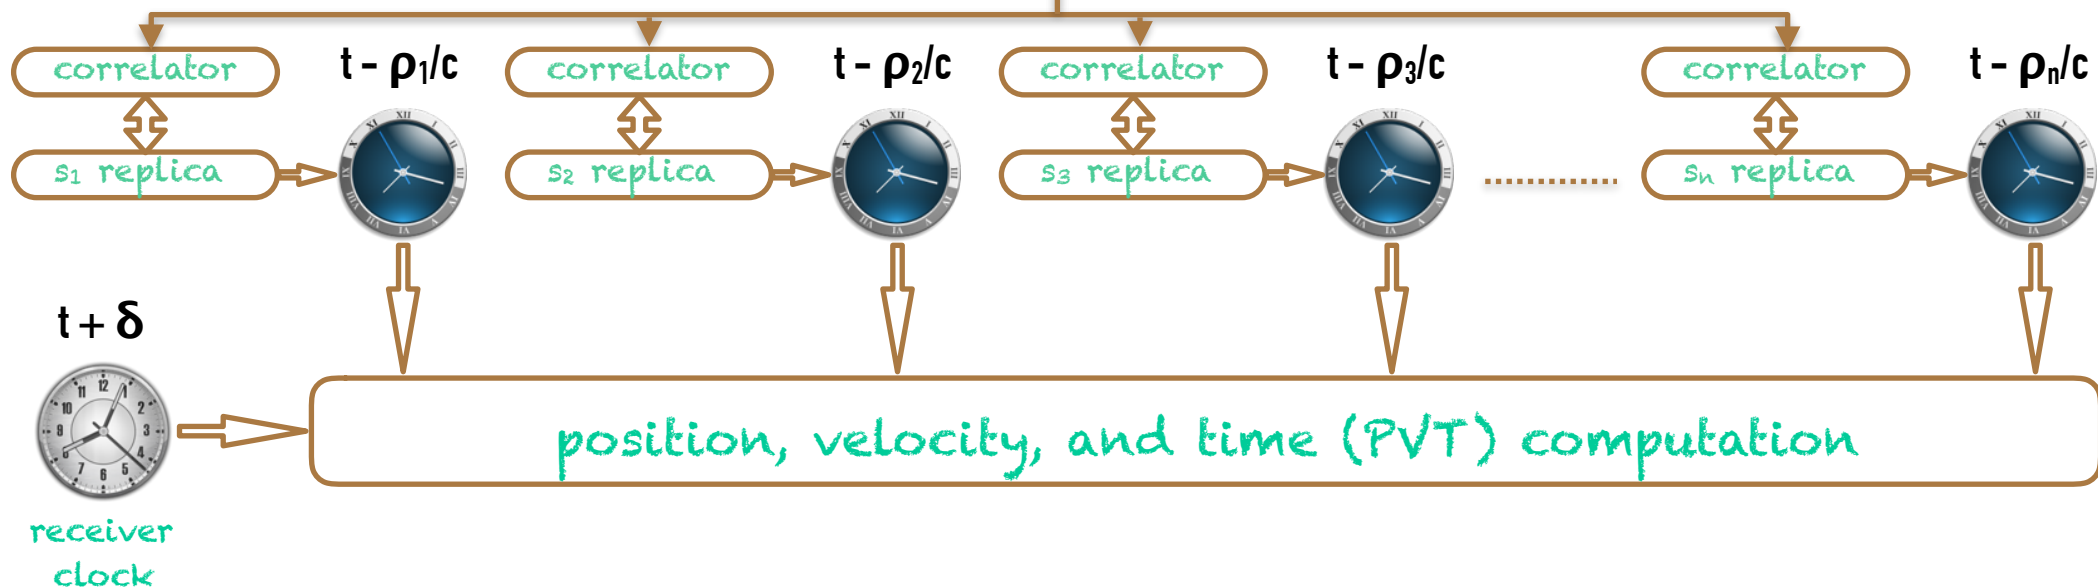 correlator
t - ρ₁/c
correlator
t - ρ₂/c
correlator
t - ρ₃/c
correlator
t - ρₙ/c
s₁ replica
s₂ replica
s₃ replica
sₙ replica
t + δ
position, velocity, and time (PVT) computation
receiver
clock